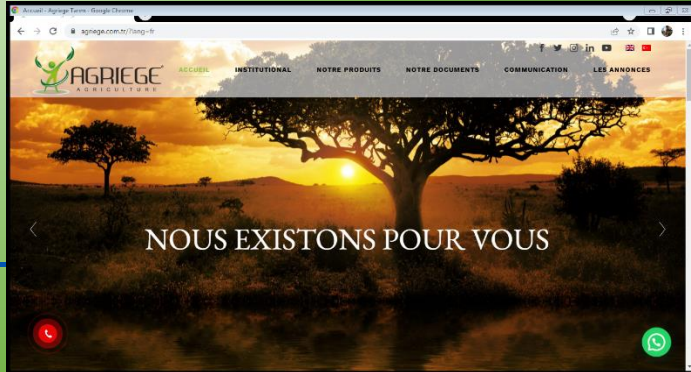 Accueil - Agriege Tarım - Google Chrome
agriege.com.tr/?lang=fr
AGRIEGE
AGRICULTURE
ACCUEIL INSTITUTIONAL NOTRE PRODUITS NOTRE DOCUMENTS COMMUNICATION LES ANNONCES
NOUS EXISTONS POUR VOUS